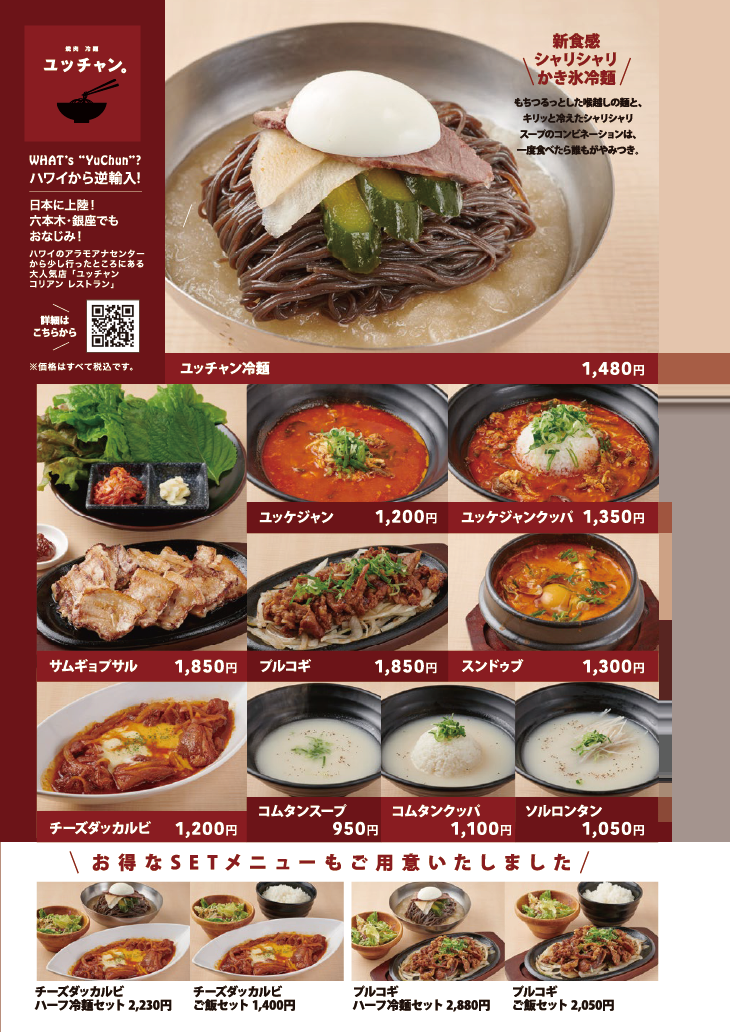 焼肉 冷麺
ユッチャン。
WHAT's "YuChun"?
ハワイから逆輸入!
日本に上陸!
六本木・銀座でも
おなじみ!
ハワイのアラモアナセンター
から少し行ったところにある
大人気店「ユッチャン
コリアン レストラン」
詳細は
こちらから
※価格はすべて税込です。
新食感
シャリシャリ
かき氷冷麺
もちつるっとした喉越しの麺と、
キリッと冷えたシャリシャリ
スープのコンビネーションは、
一度食べたら誰もがやみつき。
ユッチャン冷麺 1,480円
ユッケジャン 1,200円
ユッケジャンクッパ 1,350円
サムギョプサル 1,850円
プルコギ 1,850円
スンドゥブ 1,300円
チーズダッカルビ 1,200円
コムタンスープ
950円
コムタンクッパ
1,100円
ソルロンタン
1,050円
お得なSETメニューもご用意いたしました
チーズダッカルビ
ハーフ冷麺セット 2,230円
チーズダッカルビ
ご飯セット 1,400円
プルコギ
ハーフ冷麺セット 2,880円
プルコギ
ご飯セット 2,050円